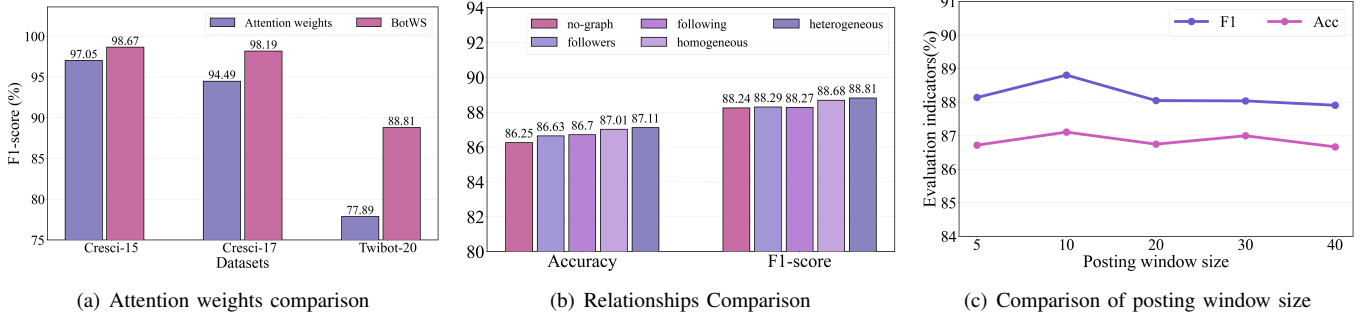 Attention weights BotWS
100
95
90
85
80
75
F1-score (%)
97.05 98.67
94.49 98.19
77.89 88.81
Cresci-15 Cresci-17 Twibot-20
Datasets
(a) Attention weights comparison
no-graph following heterogeneous
followers homogeneous
94
92
90
88
86
84
82
80
86.25 86.63 86.7 87.01 87.11
88.24 88.29 88.27 88.68 88.81
Accuracy F1-score
(b) Relationships Comparison
F1 Acc
91
90
89
88
87
86
85
84
Evaluation indicators(%)
5 10 20 30 40
Posting window size
(c) Comparison of posting window size